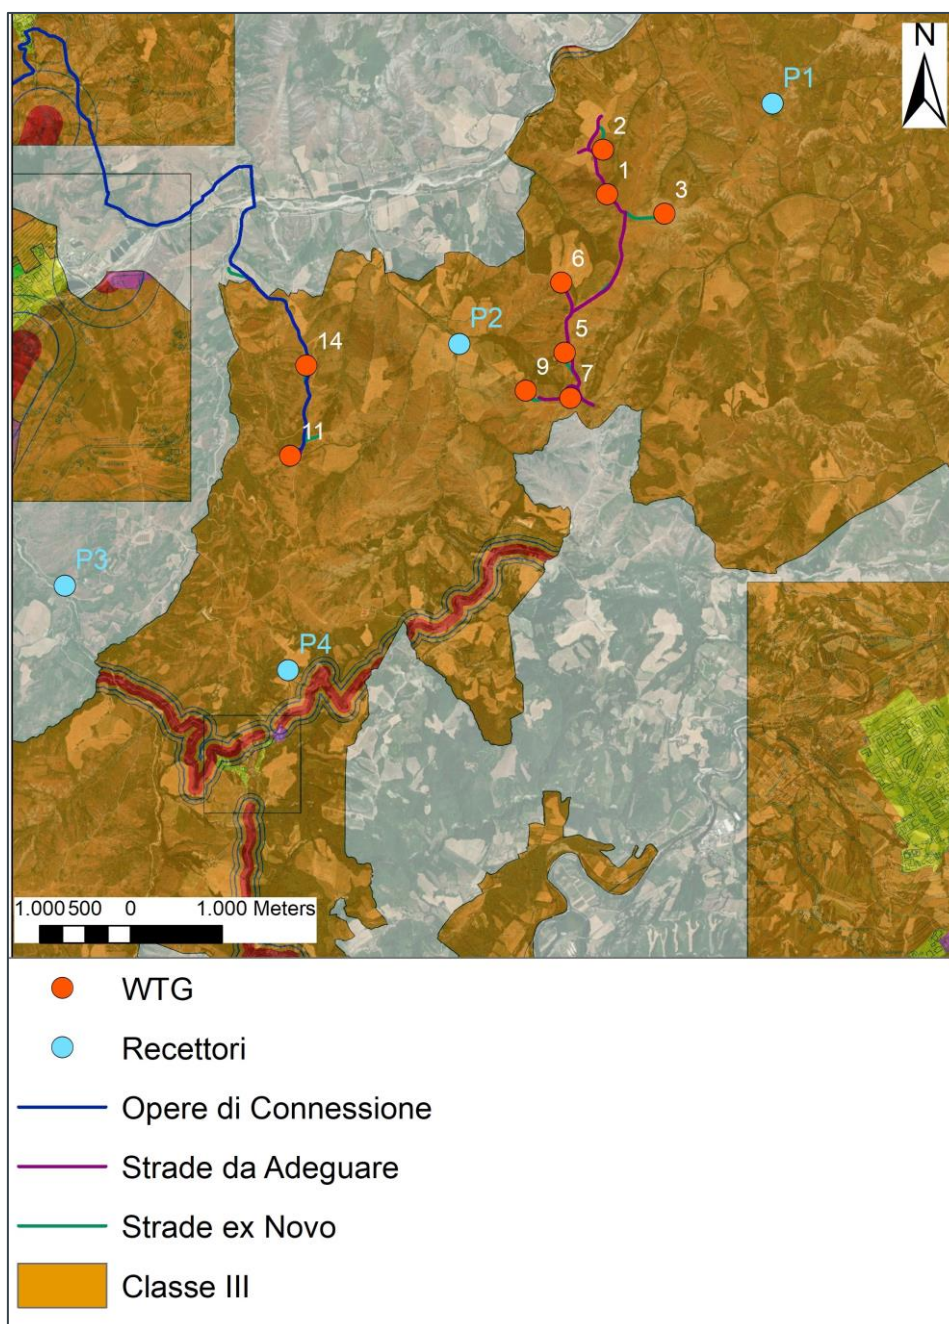 N
P1
2
1
3
6
P2
5
14
9
7
11
P3
P4
1.000 500 0 1.000 Meters
WTG
Recettori
Opere di Connessione
Strade da Adeguare
Strade ex Novo
Classe III